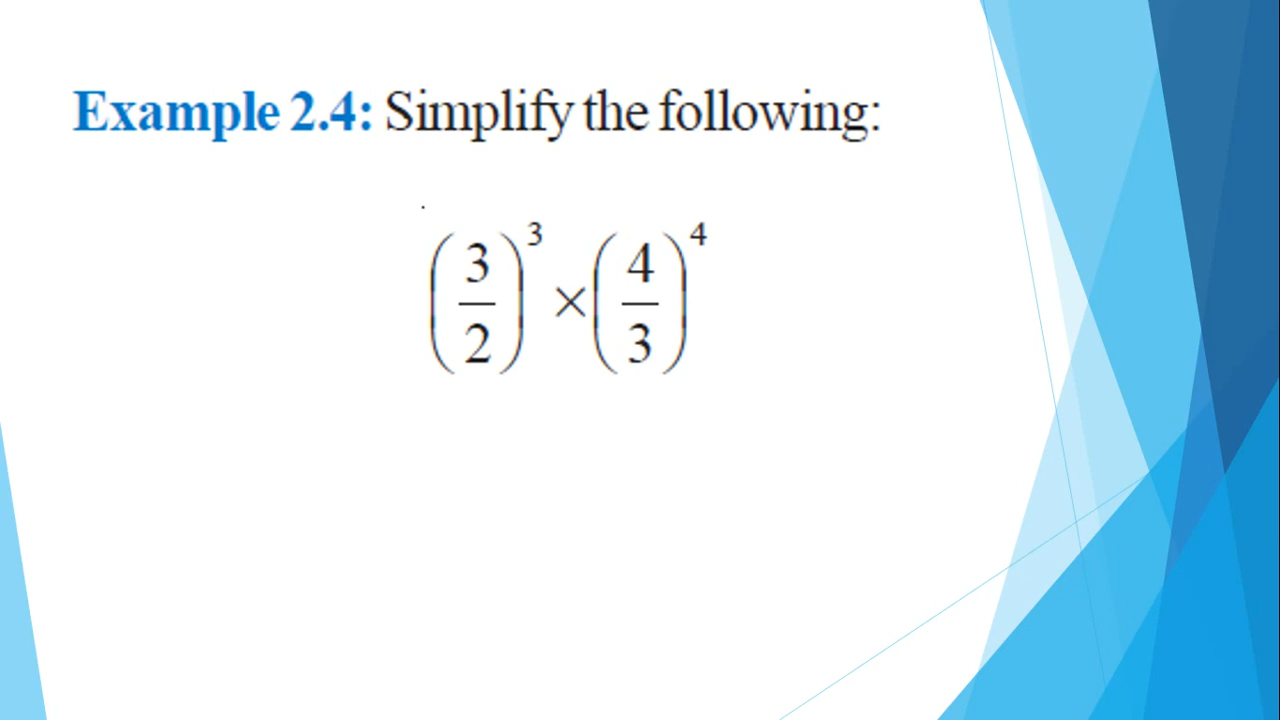 Example 2.4: Simplify the following:
(3/2)³ × (4/3)⁴